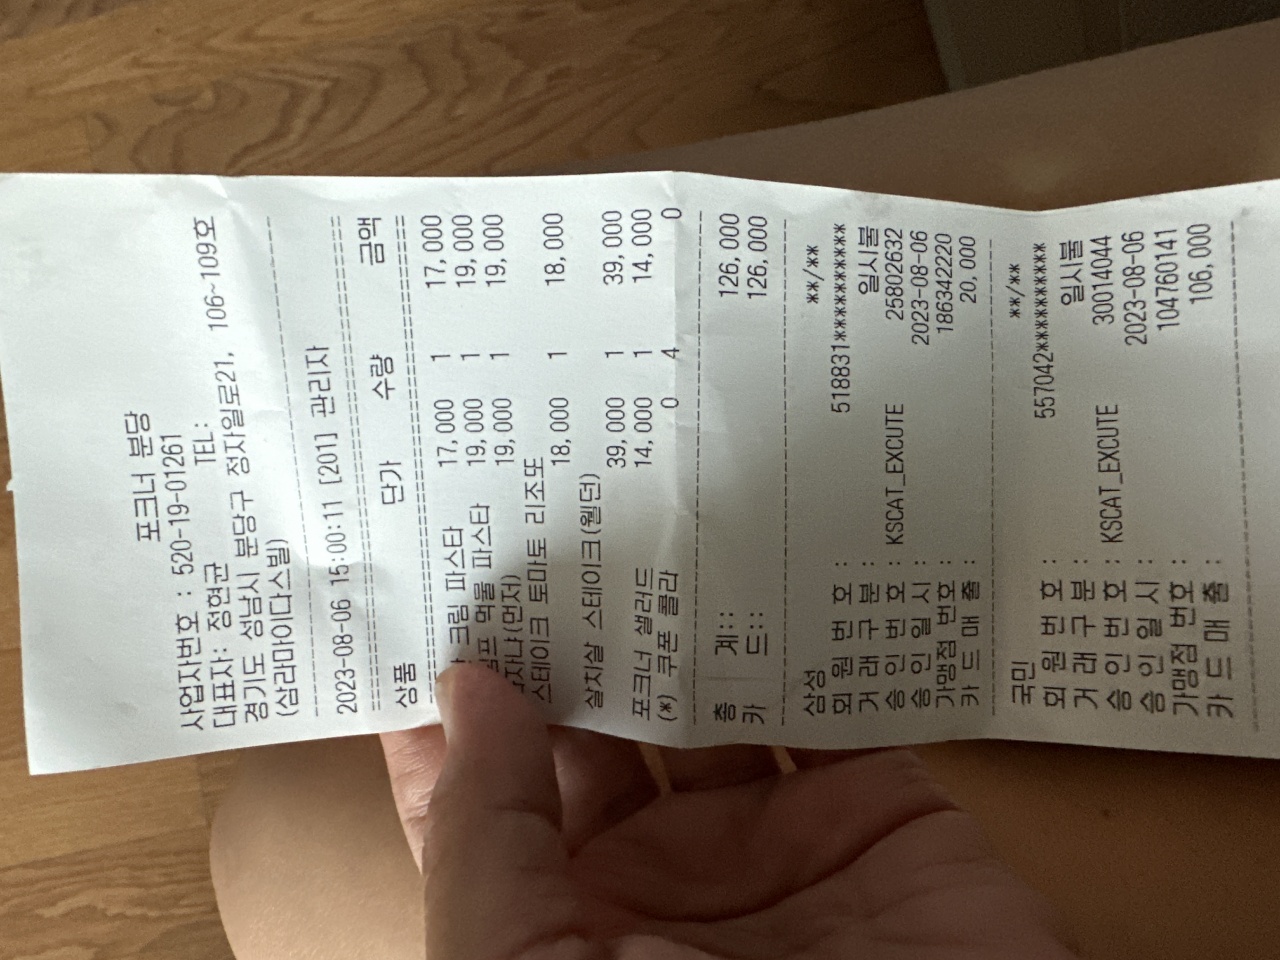 포크너 분당
사업자번호 : 520-19-01261
대표자: 정현균 TEL:
경기도 성남시 분당구 정자일로21, 106~109호
(삼라마이다스빌)
2023-08-06 15:00:11 [201] 관리자
상품 단가 수량 금액
크림 파스타 17,000 1 17,000
먹물 파스타 19,000 1 19,000
(먼저) 19,000 1 19,000
스테이크 토마토 리조또
18,000 1 18,000
살치살 스테이크(웰던)
39,000 1 39,000
포크너 샐러드 14,000 1 14,000
(*) 쿠폰 콜라 0 4 0
총 계:: 126,000
카 드:: 126,000
삼성 **/**
회 원 번 호 : 518831**********
거 래 구 분 : 일시불
승 인 번 호 : KSCAT_EXCUTE 25802632
승 인 일 시 : 2023-08-06
가맹점 번호 : 186342220
카 드 매 출 : 20,000
국민 **/**
회 원 번 호 : 557042**********
거 래 구 분 : 일시불
승 인 번 호 : KSCAT_EXCUTE 30014044
승 인 일 시 : 2023-08-06
가맹점 번호 : 104760141
카 드 매 출 : 106,000